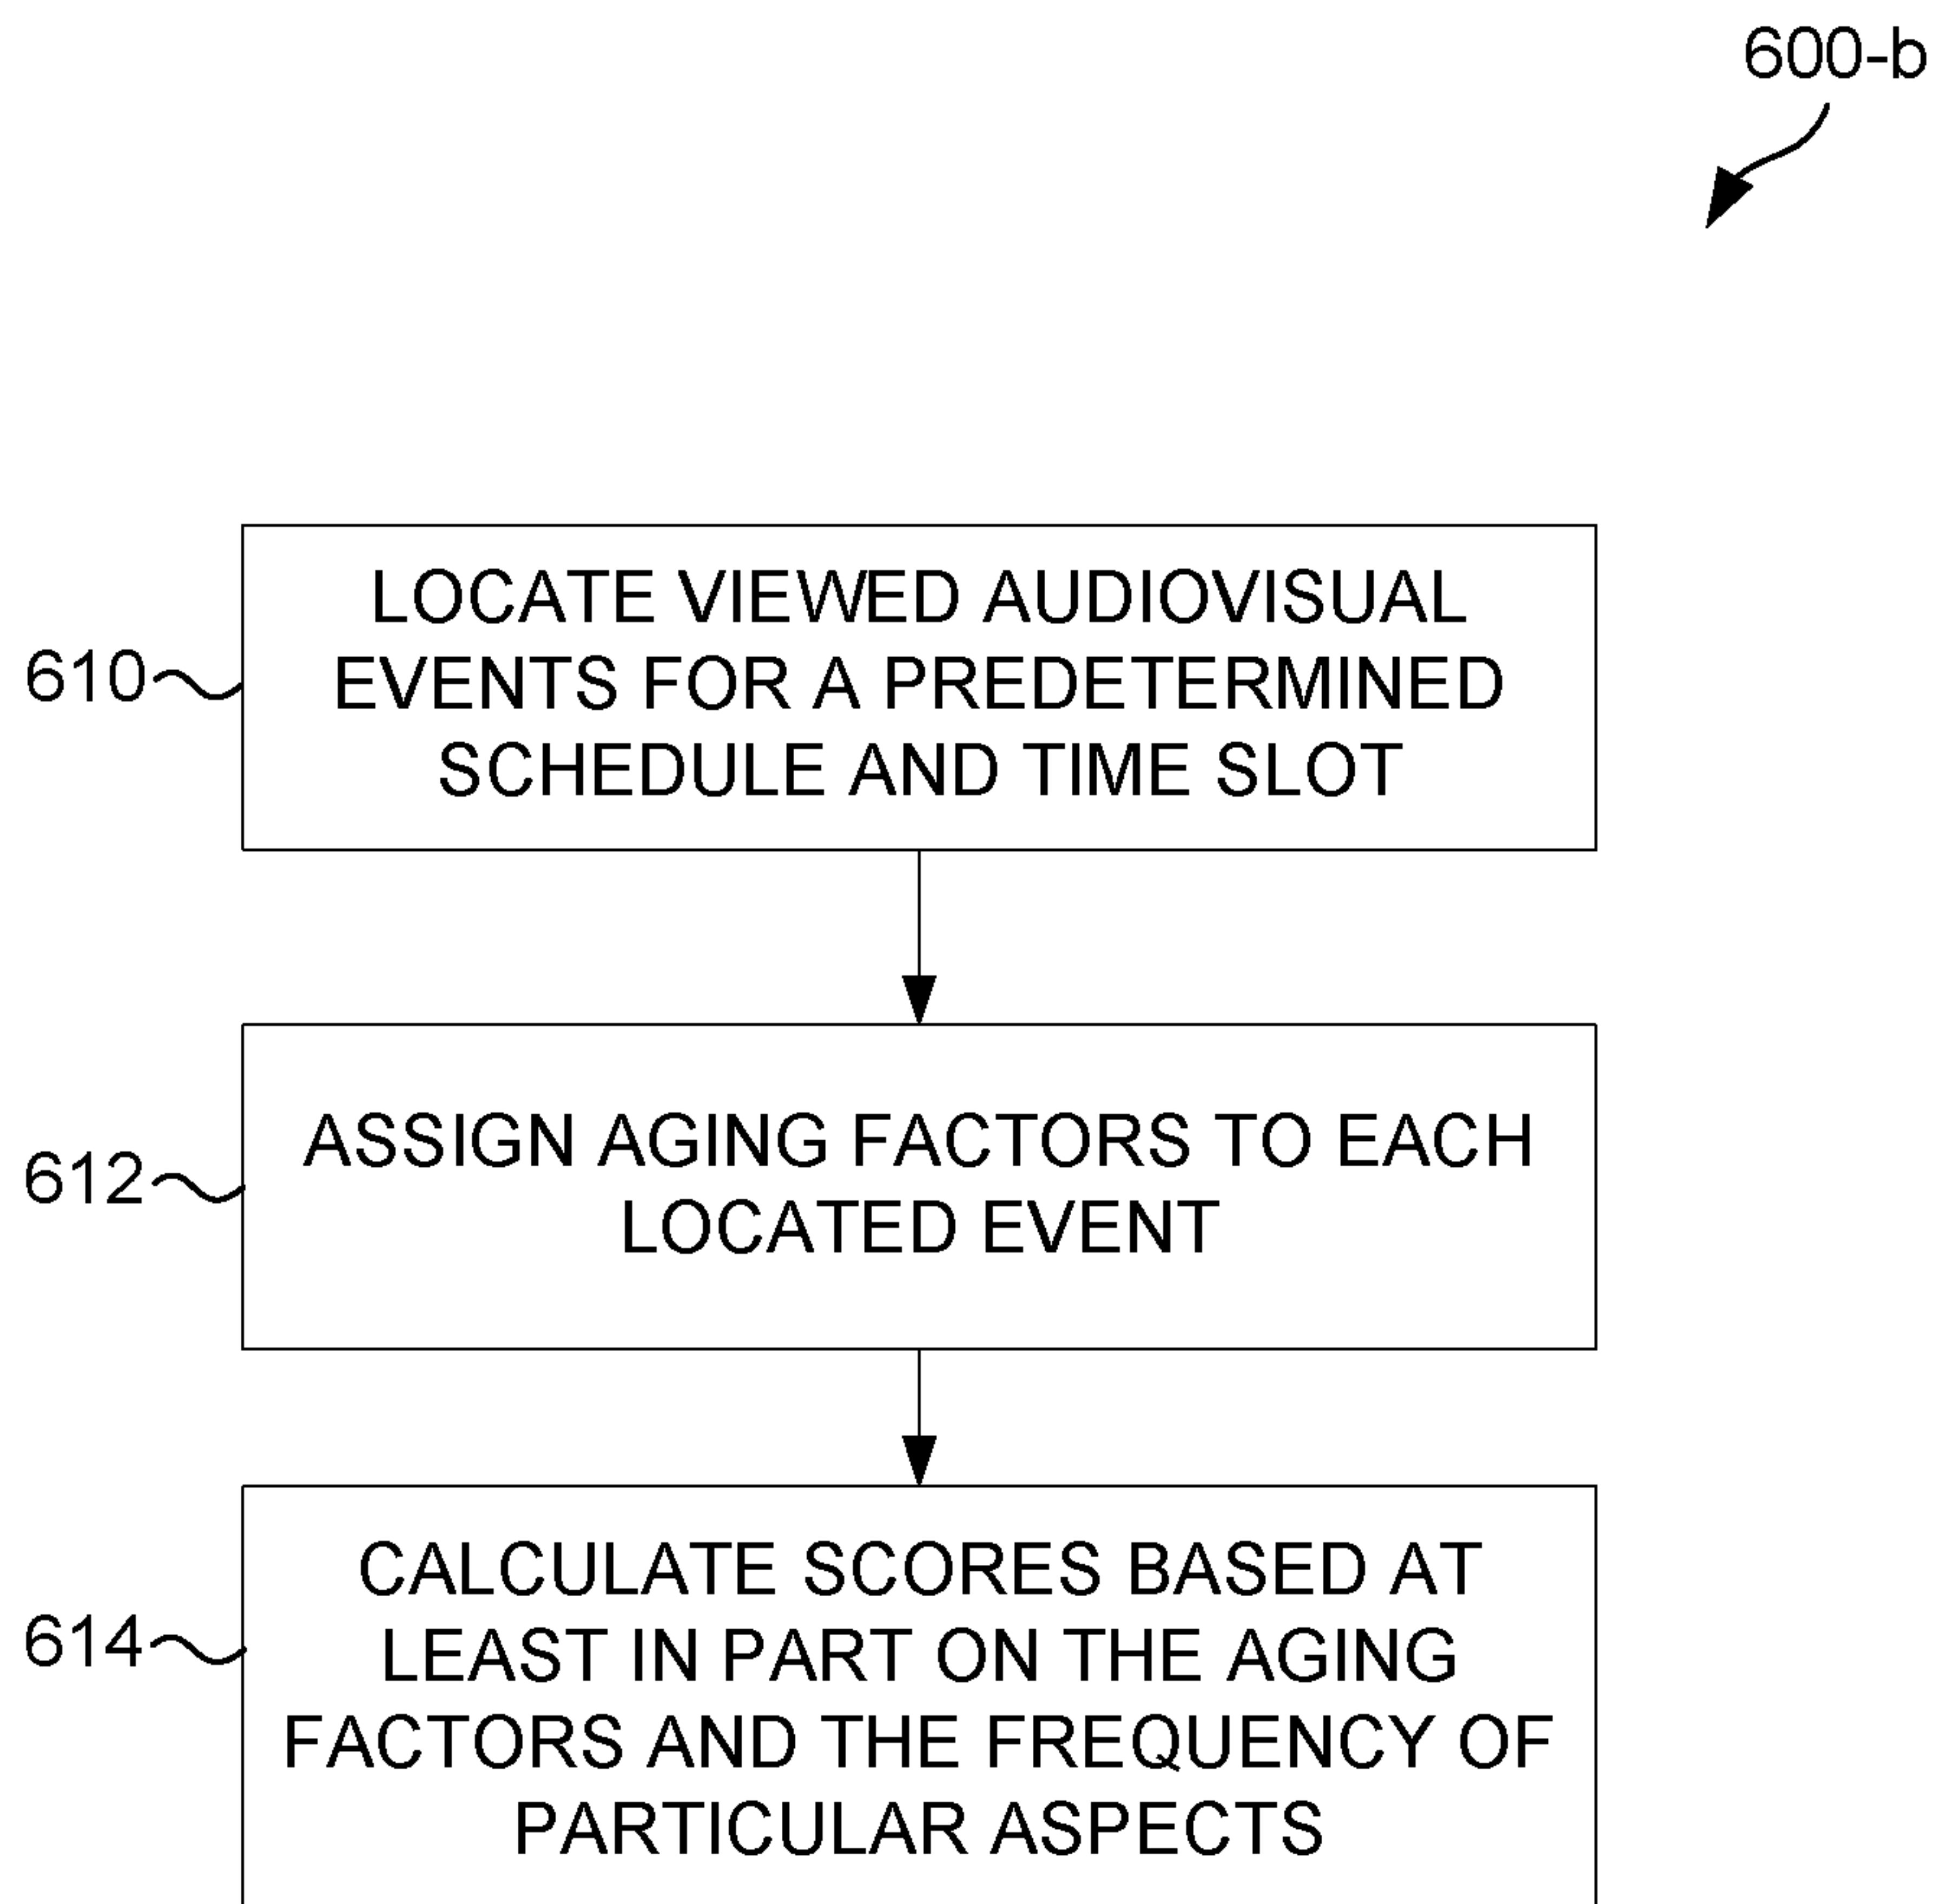 600-b
LOCATE VIEWED AUDIOVISUAL
EVENTS FOR A PREDETERMINED
SCHEDULE AND TIME SLOT
610
ASSIGN AGING FACTORS TO EACH
LOCATED EVENT
612
CALCULATE SCORES BASED AT
LEAST IN PART ON THE AGING
FACTORS AND THE FREQUENCY OF
PARTICULAR ASPECTS
614